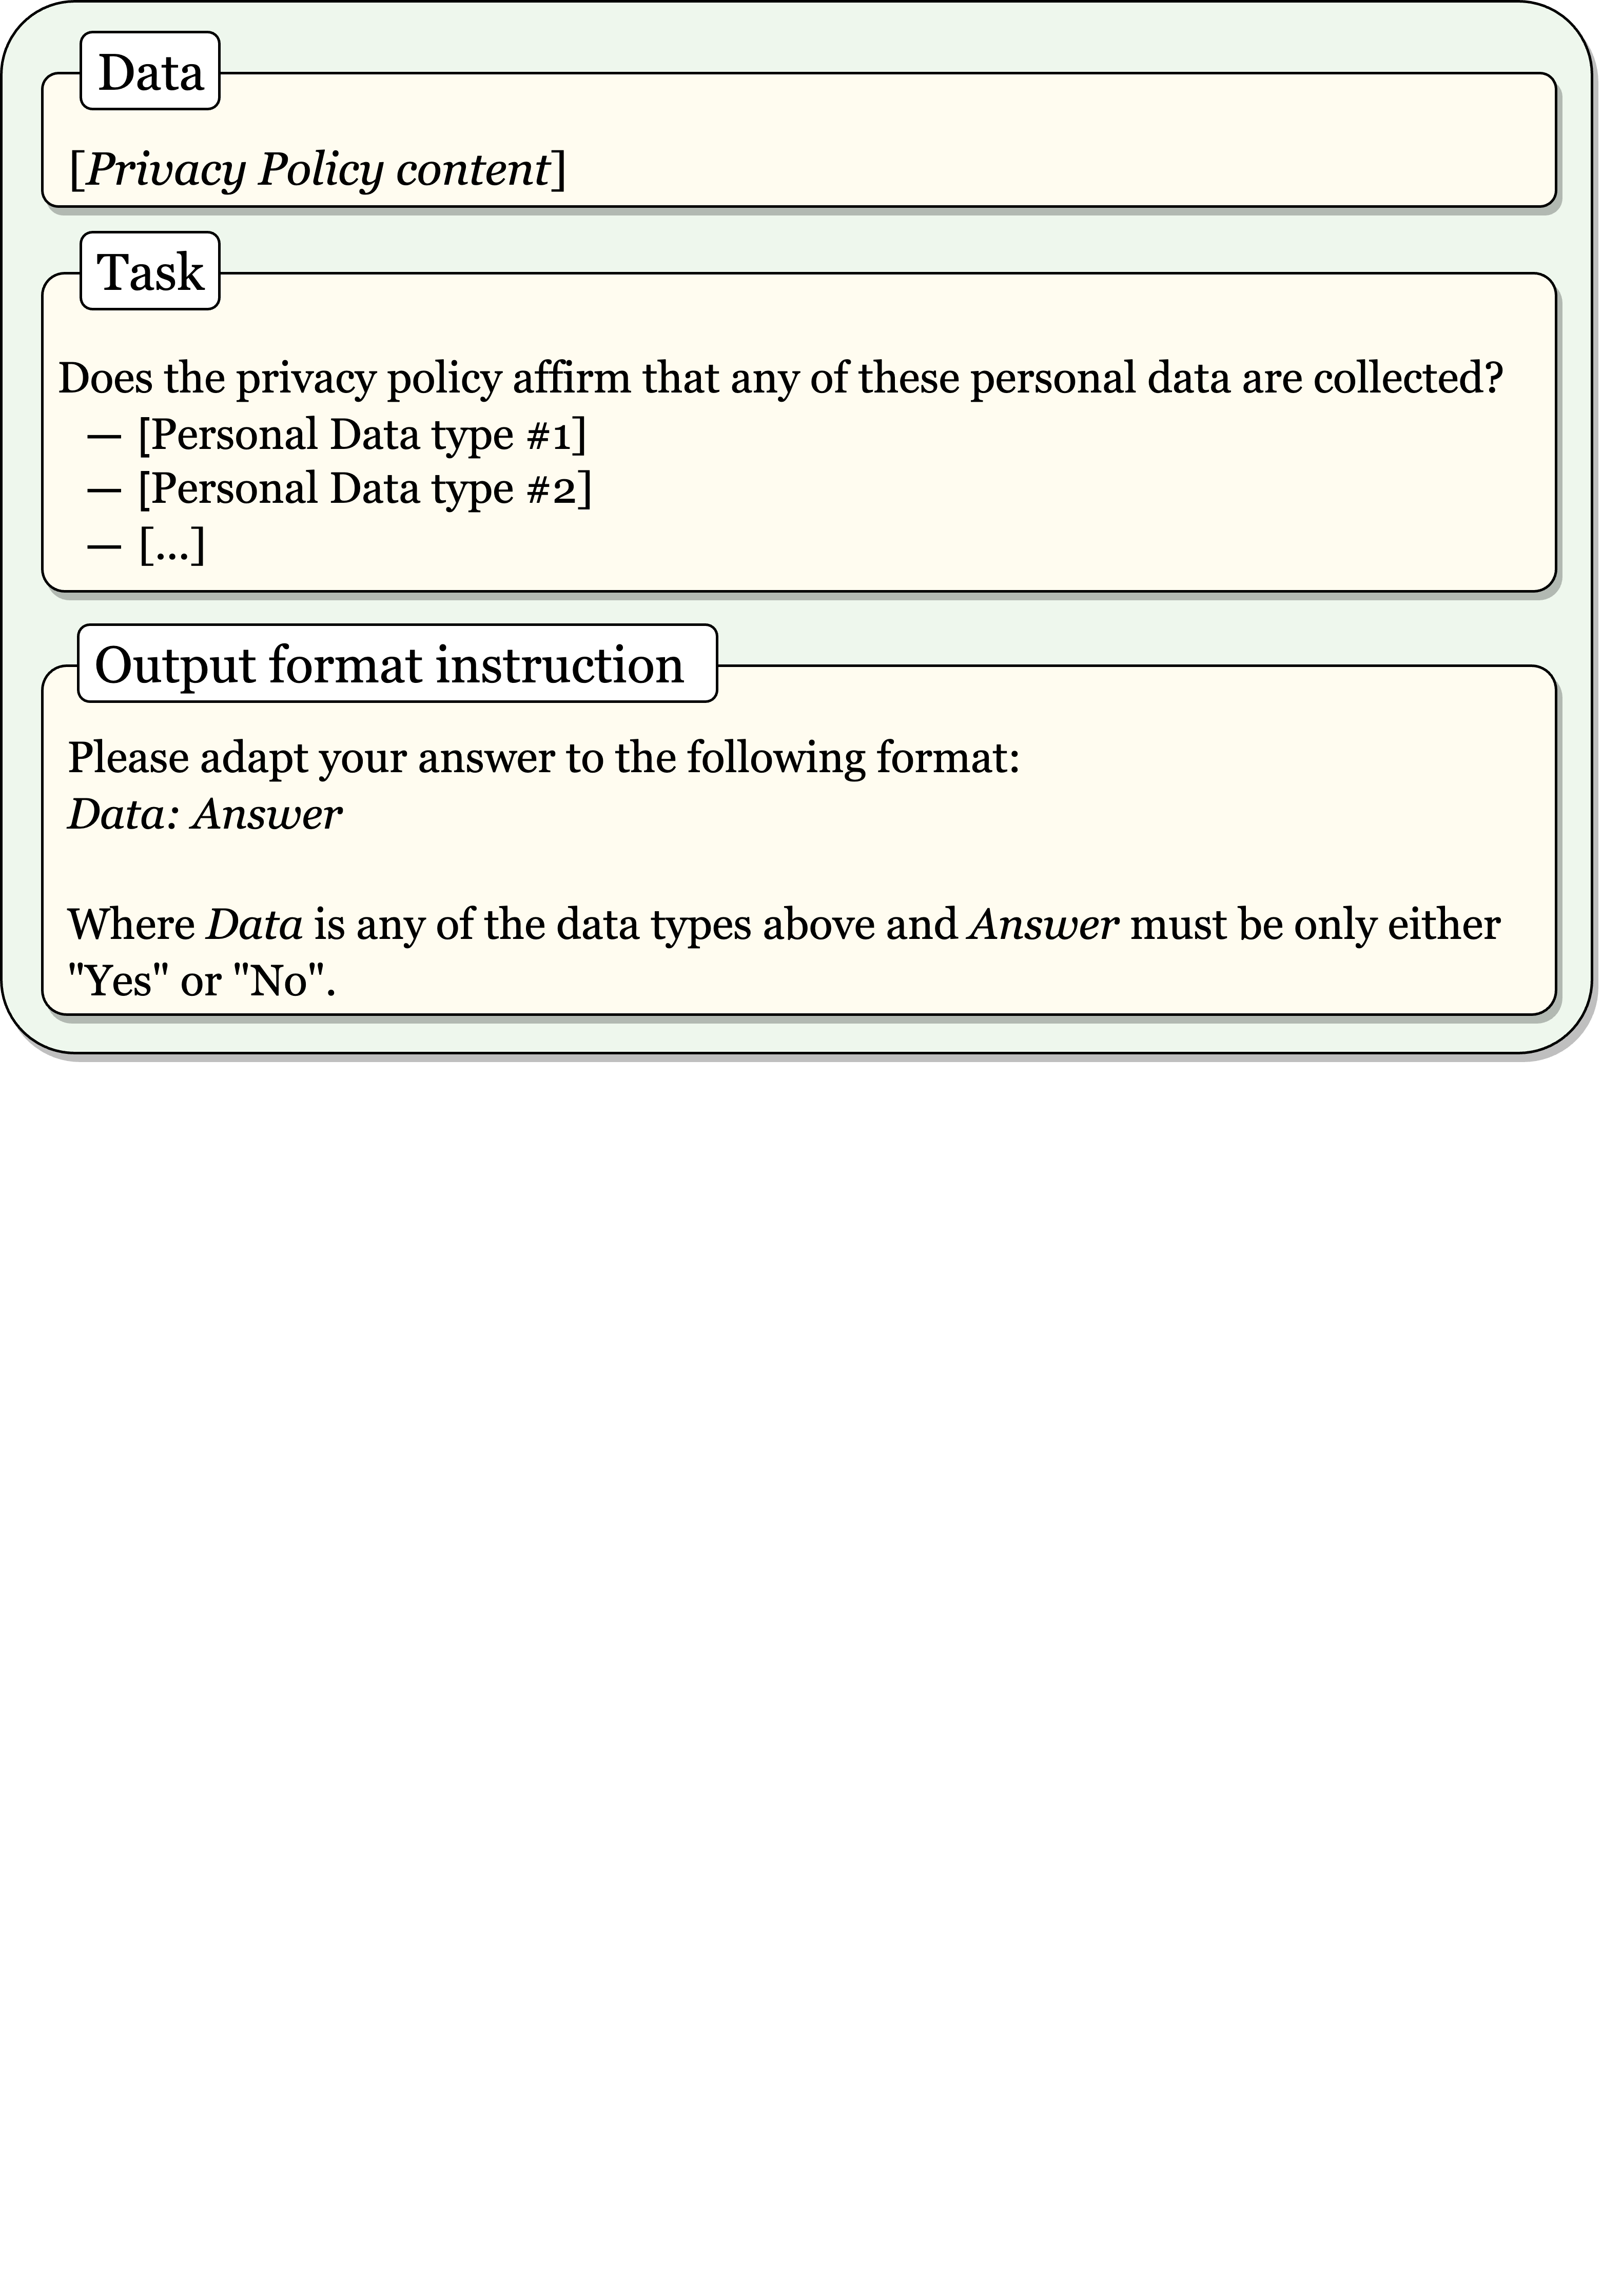 Data
[Privacy Policy content]
Task
Does the privacy policy affirm that any of these personal data are collected?
— [Personal Data type #1]
— [Personal Data type #2]
— [...]
Output format instruction
Please adapt your answer to the following format:
Data: Answer
Where Data is any of the data types above and Answer must be only either
"Yes" or "No".